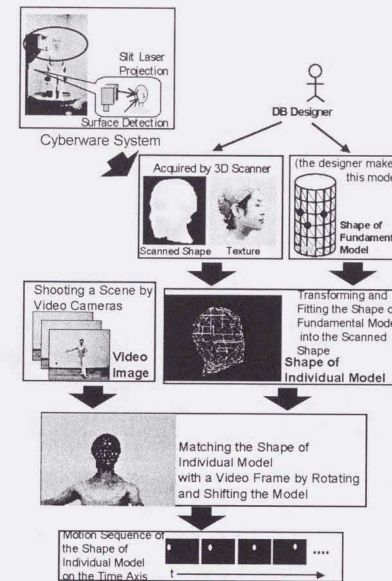 Slit Laser
Projection
Surface Detection
Cyberware System
DB Designer
Acquired by 3D Scanner
Scanned Shape
Texture
(the designer make
this mode
Shape of
Fundament
Model
Shooting a Scene by
Video Cameras
Video
Image
Transforming and
Fitting the Shape o
Fundamental Mode
into the Scanned
Shape
Shape of
Individual Model
Matching the Shape of
Individual Model
with a Video Frame by Rotating
and Shifting the Model
Motion Sequence of
the Shape of
Individual Model
on the Time Axis
t
....